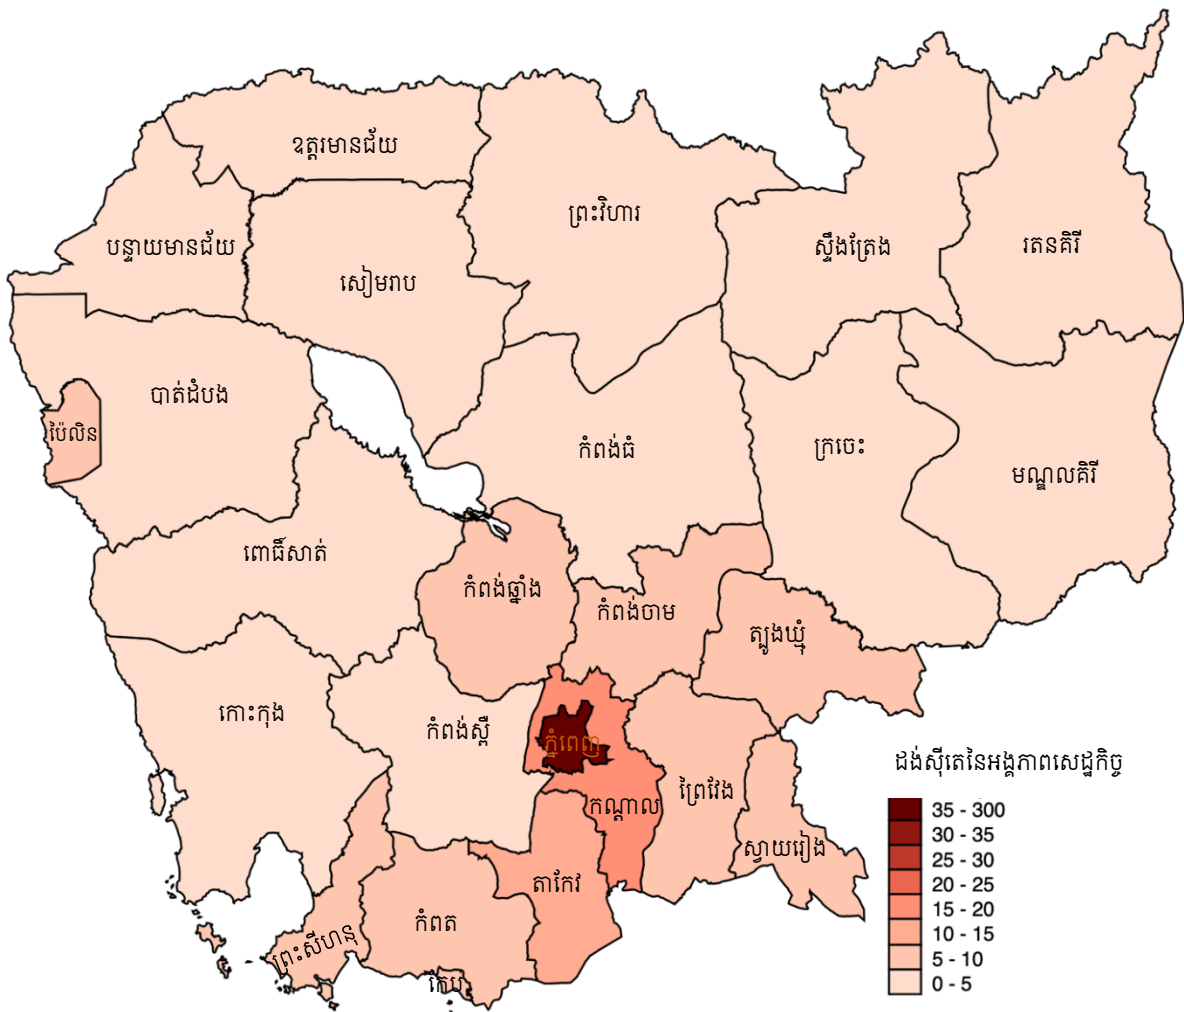 ឧត្តរមានជ័យ
ព្រះវិហារ
បន្ទាយមានជ័យ
ស្ទឹងត្រែង
រតនគិរី
សៀមរាប
បាត់ដំបង
ប៉ៃលិន
កំពង់ធំ
ក្រចេះ
មណ្ឌលគិរី
ពោធិ៍សាត់
កំពង់ឆ្នាំង
កំពង់ចាម
ត្បូងឃ្មុំ
កោះកុង
កំពង់ស្ពឺ
ភ្នំពេញ
ព្រៃវែង
កណ្តាល
ស្វាយរៀង
តាកែវ
កំពត
ព្រះសីហនុ
កែប
ដង់ស៊ីតេនៃអង្គភាពសេដ្ឋកិច្ច
35 - 300
30 - 35
25 - 30
20 - 25
15 - 20
10 - 15
5 - 10
0 - 5